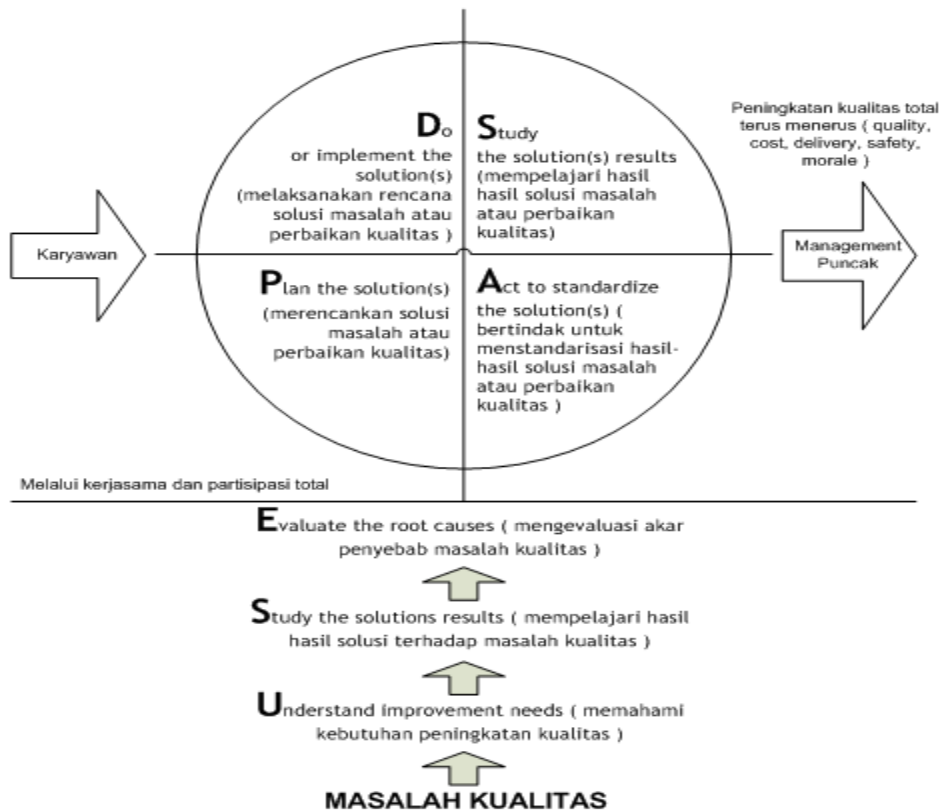 Do
or implement the
solution(s)
(melaksanakan rencana
solusi masalah atau
perbaikan kualitas )
Study
the solution(s) results
(mempelajari hasil
hasil solusi masalah
atau perbaikan
kualitas)
Peningkatan kualitas total
terus menerus ( quality,
cost, delivery, safety,
morale )
Karyawan
Management
Puncak
Plan the solution(s)
(merencankan solusi
masalah atau
perbaikan kualitas)
Act to standardize
the solution(s) (
bertindak untuk
menstandarisasi hasil-
hasil solusi masalah
atau perbaikan
kualitas )
Melalui kerjasama dan partisipasi total
Evaluate the root causes ( mengevaluasi akar
penyebab masalah kualitas )
Study the solutions results ( mempelajari hasil
hasil solusi terhadap masalah kualitas )
Understand improvement needs ( memahami
kebutuhan peningkatan kualitas )
MASALAH KUALITAS